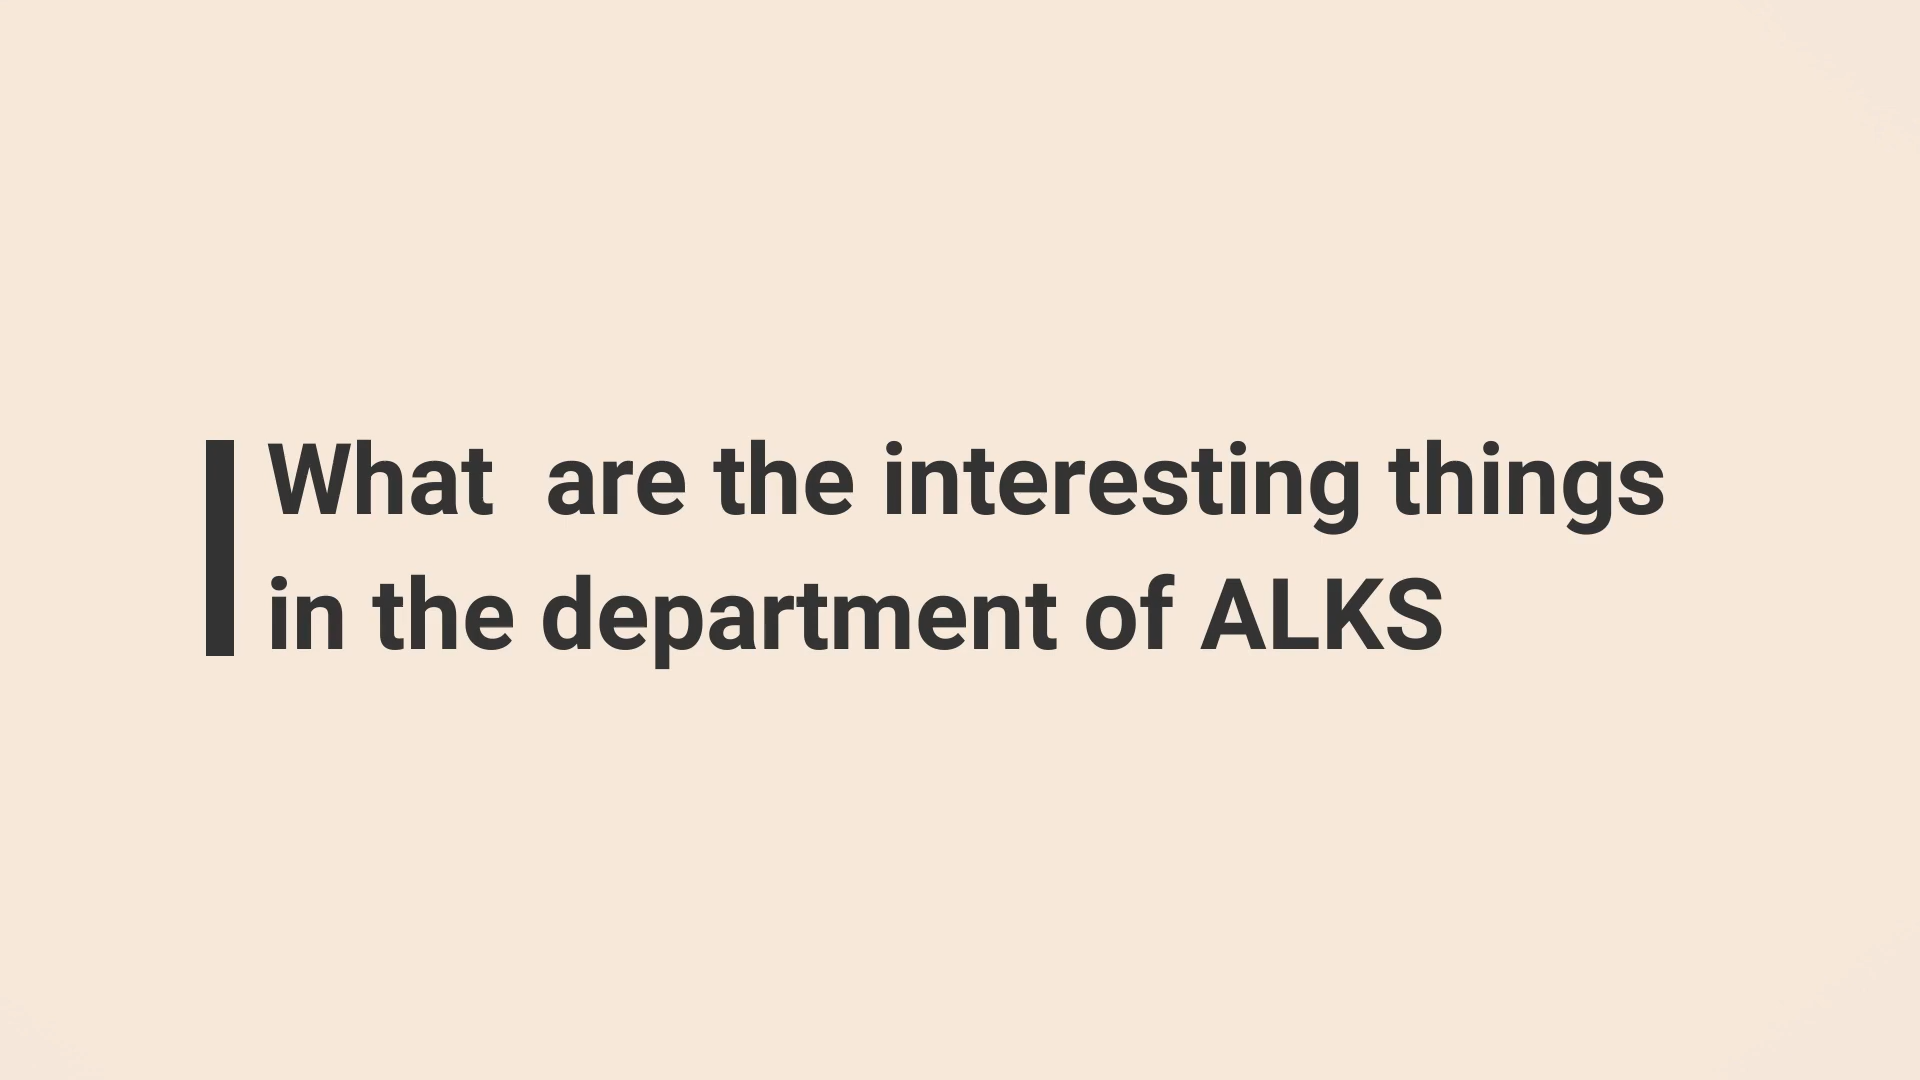 What  are the interesting things
in the department of ALKS